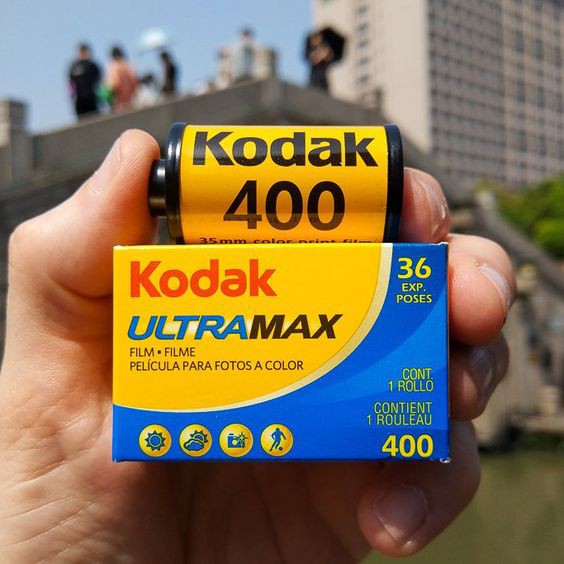 Kodak
400
35mm color print film
Kodak
36
EXP.
POSES
ULTRAMAX
FILM • FILME
PELÍCULA PARA FOTOS A COLOR
CONT.
1 ROLLO
CONTIENT
1 ROULEAU
400